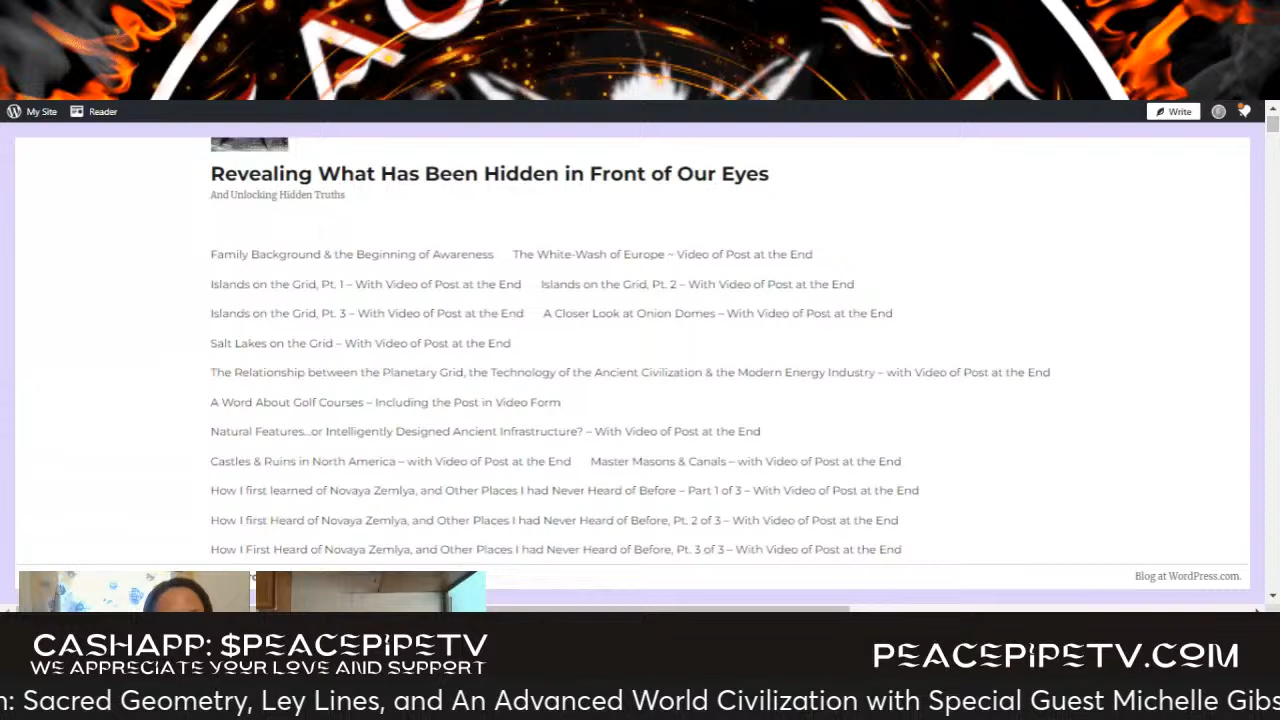 My Site Reader Write
Revealing What Has Been Hidden in Front of Our Eyes
And Unlocking Hidden Truths
Family Background & the Beginning of Awareness The White-Wash of Europe ~ Video of Post at the End
Islands on the Grid, Pt. 1 – With Video of Post at the End Islands on the Grid, Pt. 2 – With Video of Post at the End
Islands on the Grid, Pt. 3 – With Video of Post at the End A Closer Look at Onion Domes – With Video of Post at the End
Salt Lakes on the Grid – With Video of Post at the End
The Relationship between the Planetary Grid, the Technology of the Ancient Civilization & the Modern Energy Industry – with Video of Post at the End
A Word About Golf Courses – Including the Post in Video Form
Natural Features...or Intelligently Designed Ancient Infrastructure? – With Video of Post at the End
Castles & Ruins in North America – with Video of Post at the End Master Masons & Canals – with Video of Post at the End
How I first learned of Novaya Zemlya, and Other Places I had Never Heard of Before – Part 1 of 3 – With Video of Post at the End
How I first Heard of Novaya Zemlya, and Other Places I had Never Heard of Before, Pt. 2 of 3 – With Video of Post at the End
How I First Heard of Novaya Zemlya, and Other Places I had Never Heard of Before, Pt. 3 of 3 – With Video of Post at the End
Blog at WordPress.com.
CASHAPP: $PEACEPIPETV
WE APPRECIATE YOUR LOVE AND SUPPORT
PEACEPIPETV.COM
: Sacred Geometry, Ley Lines, and An Advanced World Civilization with Special Guest Michelle Gibs